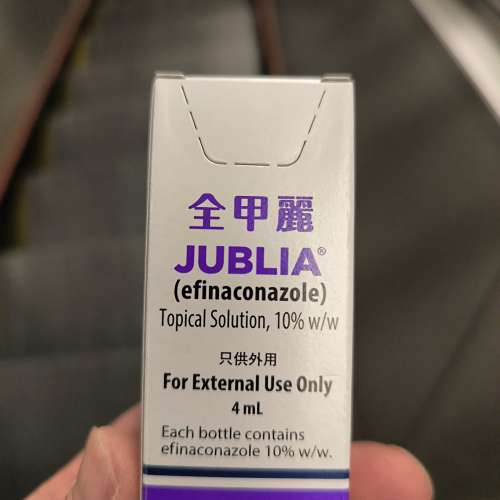 全甲麗
JUBLIA®
(efinaconazole)
Topical Solution, 10% w/w
只供外用
For External Use Only
4 mL
Each bottle contains
efinaconazole 10% w/w.